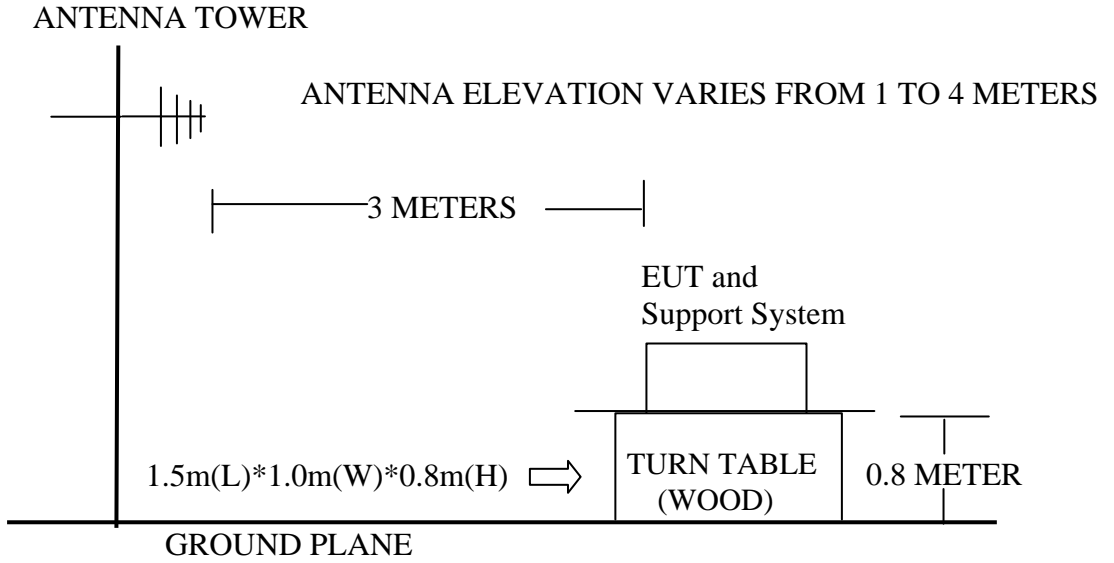 ANTENNA TOWER
ANTENNA ELEVATION VARIES FROM 1 TO 4 METERS
3 METERS
EUT and
Support System
1.5m(L)*1.0m(W)*0.8m(H)
TURN TABLE
(WOOD)
0.8 METER
GROUND PLANE